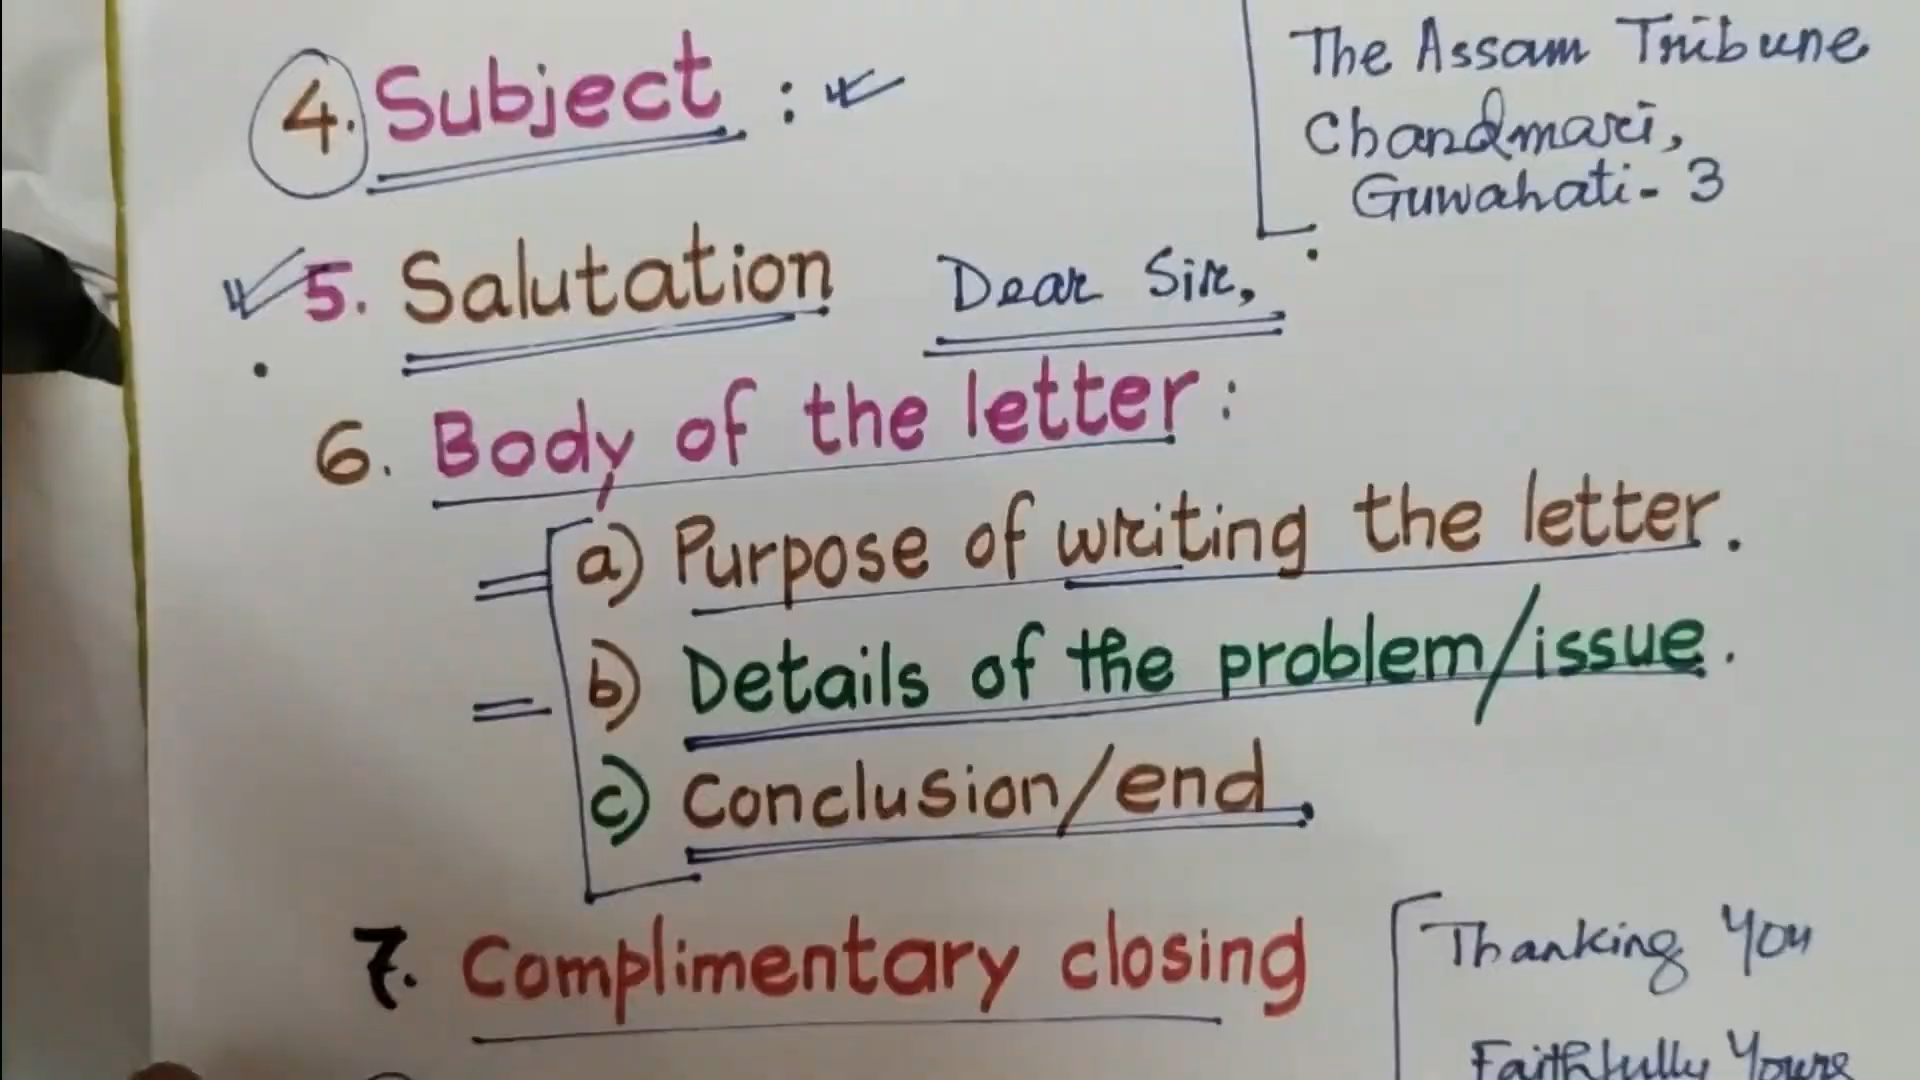 The Assam Tribune
Chandmari,
Guwahati - 3
4. Subject :
5. Salutation Dear Sir,
6. Body of the letter :
a) Purpose of writing the letter.
b) Details of the problem/issue.
c) Conclusion/end.
7. Complimentary closing
Thanking You
Faithfully Yours